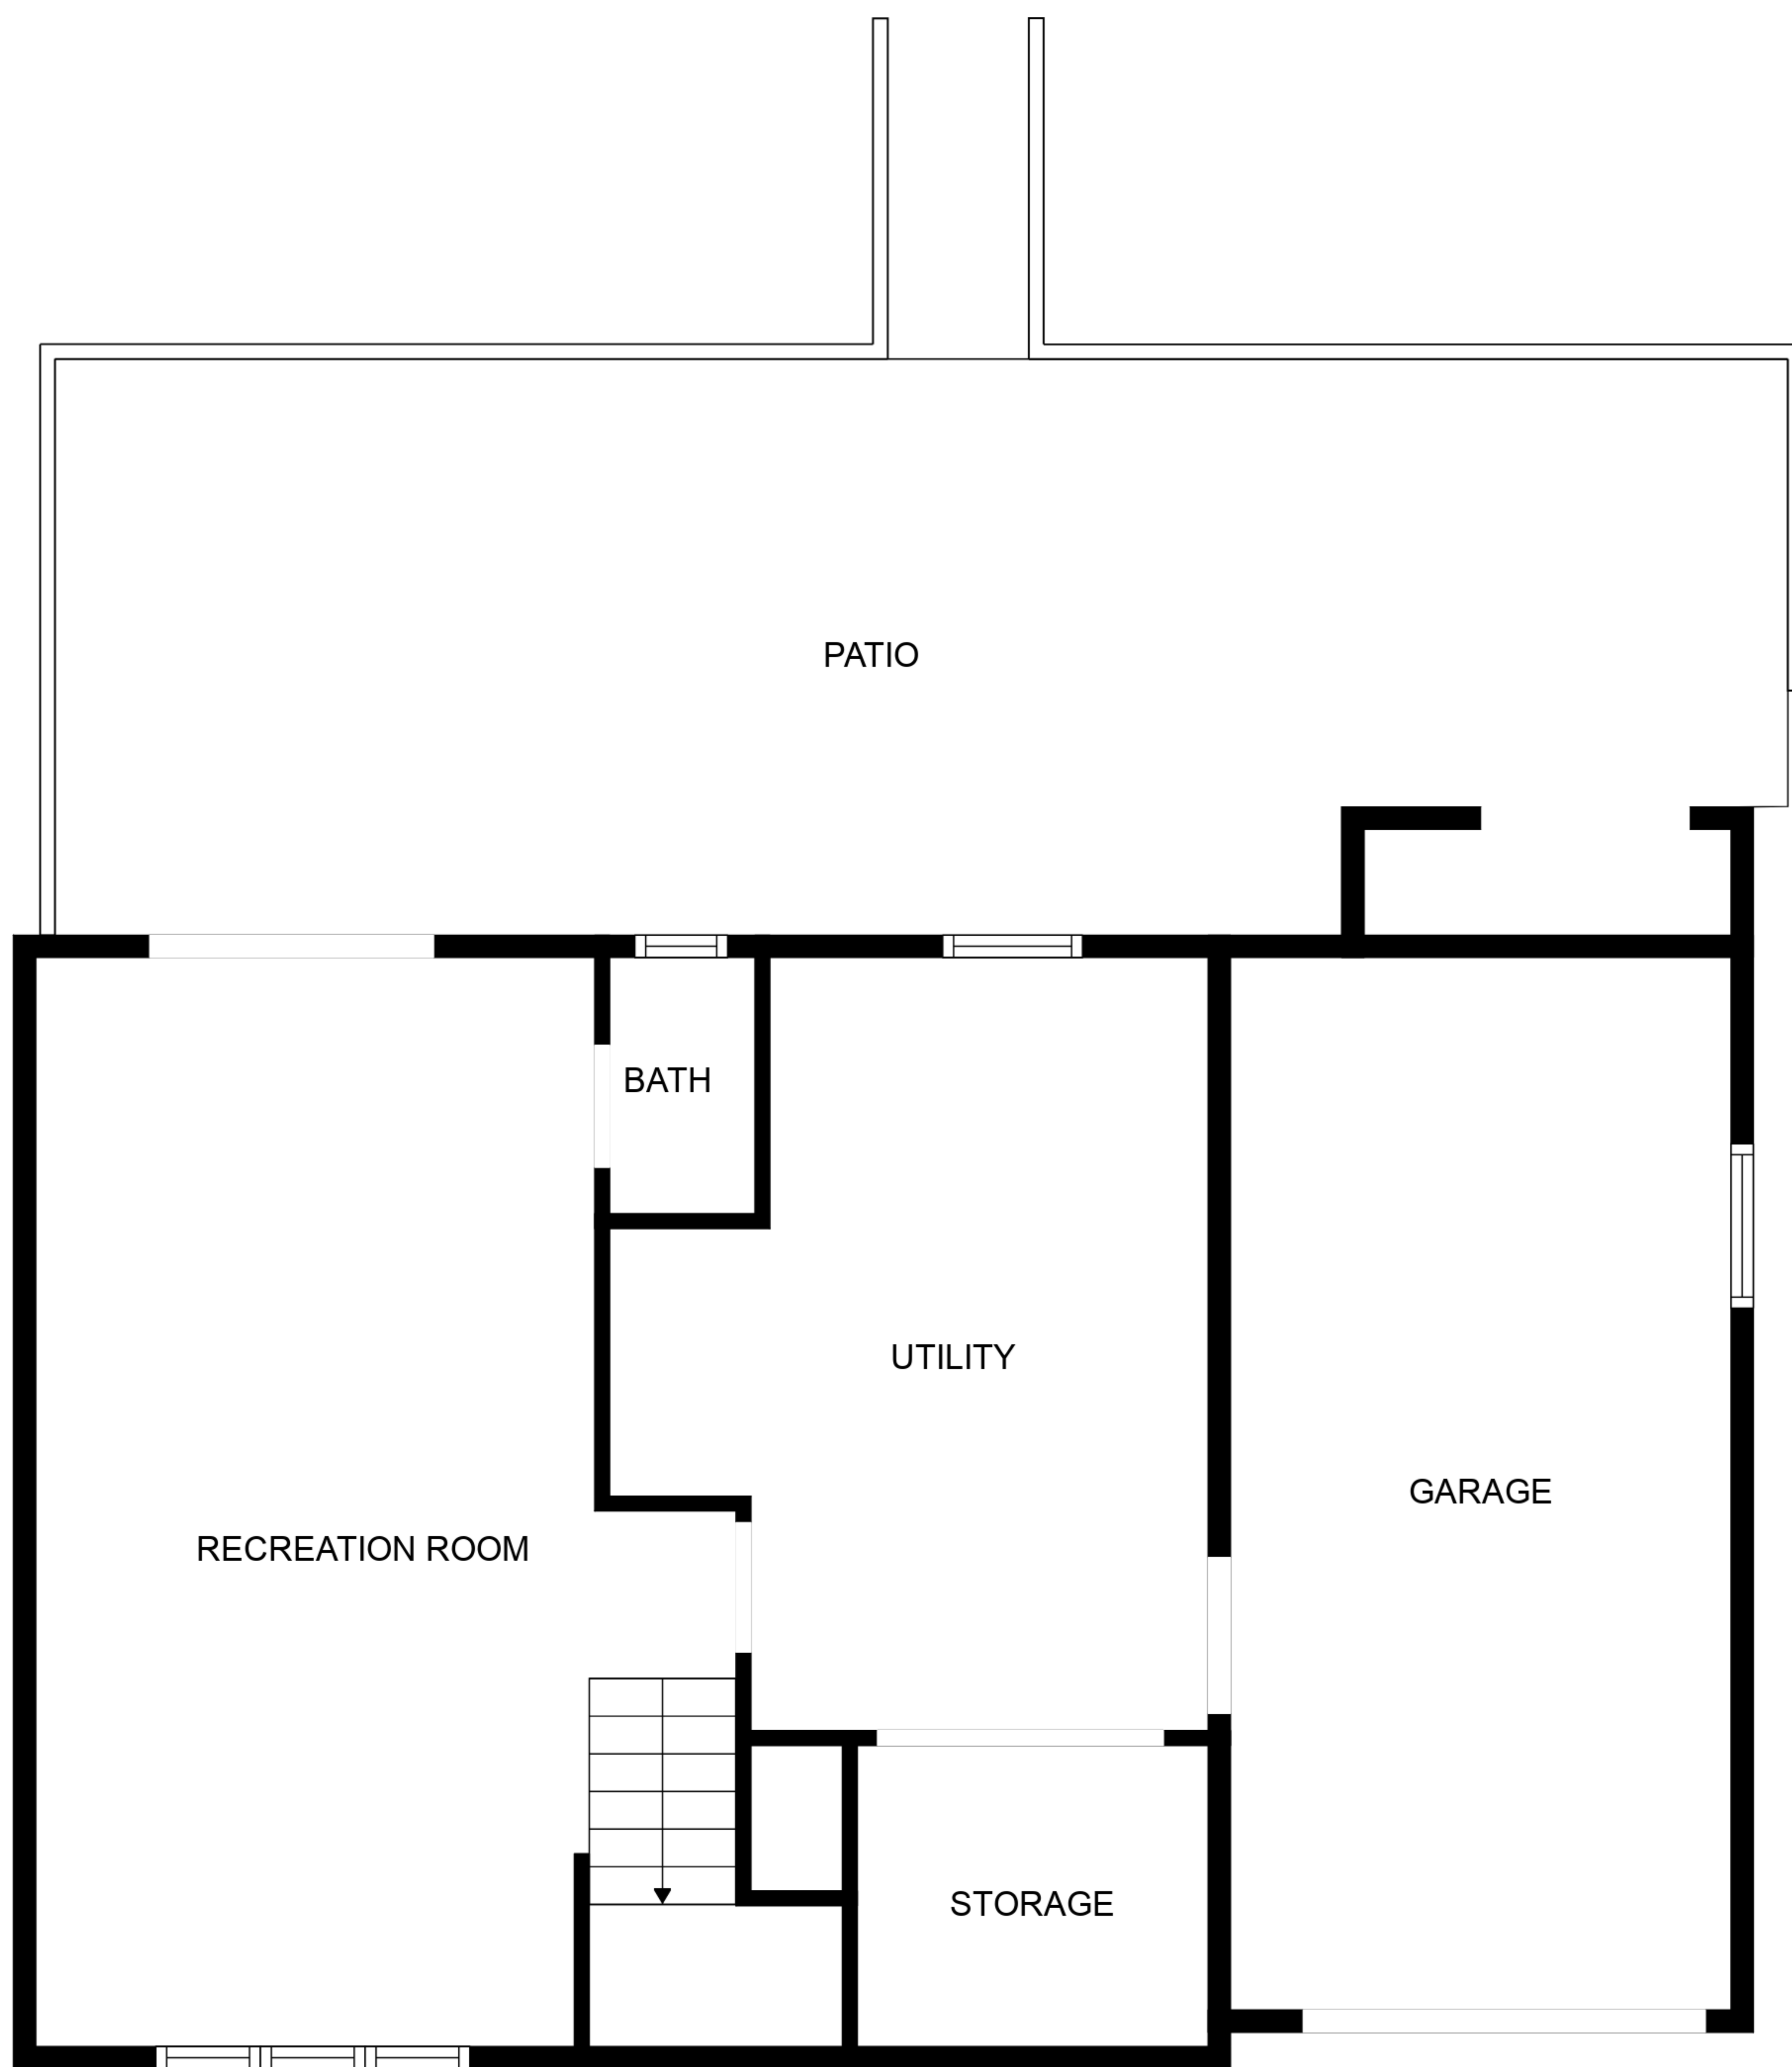 PATIO
BATH
UTILITY
GARAGE
RECREATION ROOM
STORAGE